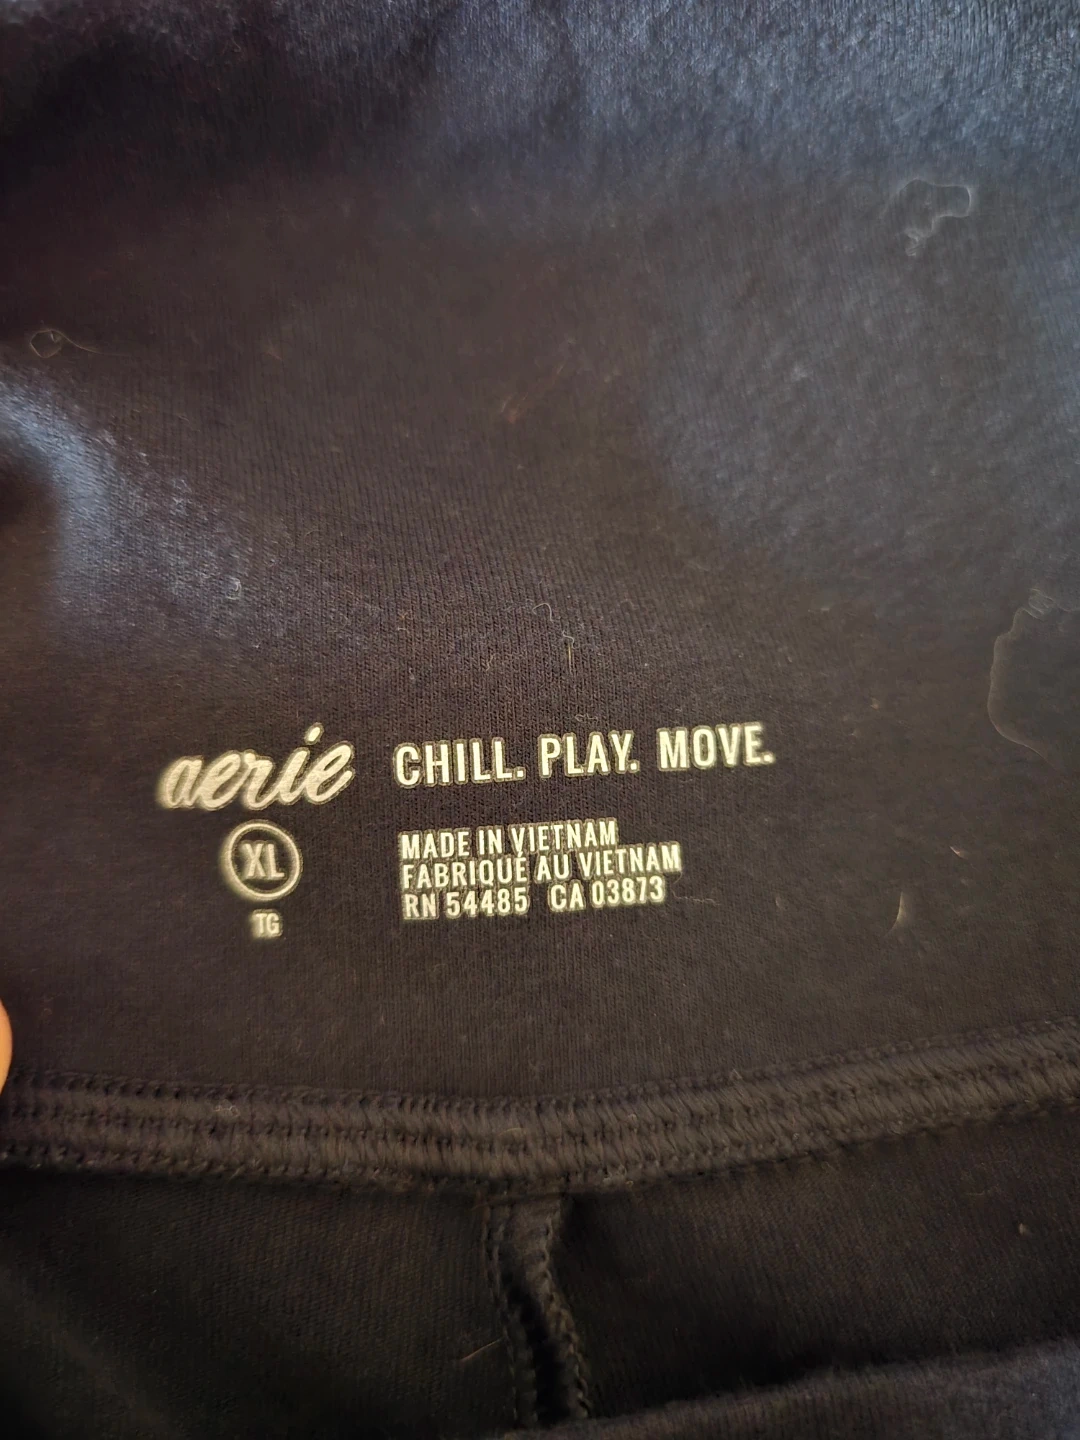 aerie CHILL. PLAY. MOVE.
XL
TG
MADE IN VIETNAM
FABRIQUÉ AU VIETNAM
RN 54485 CA 03873